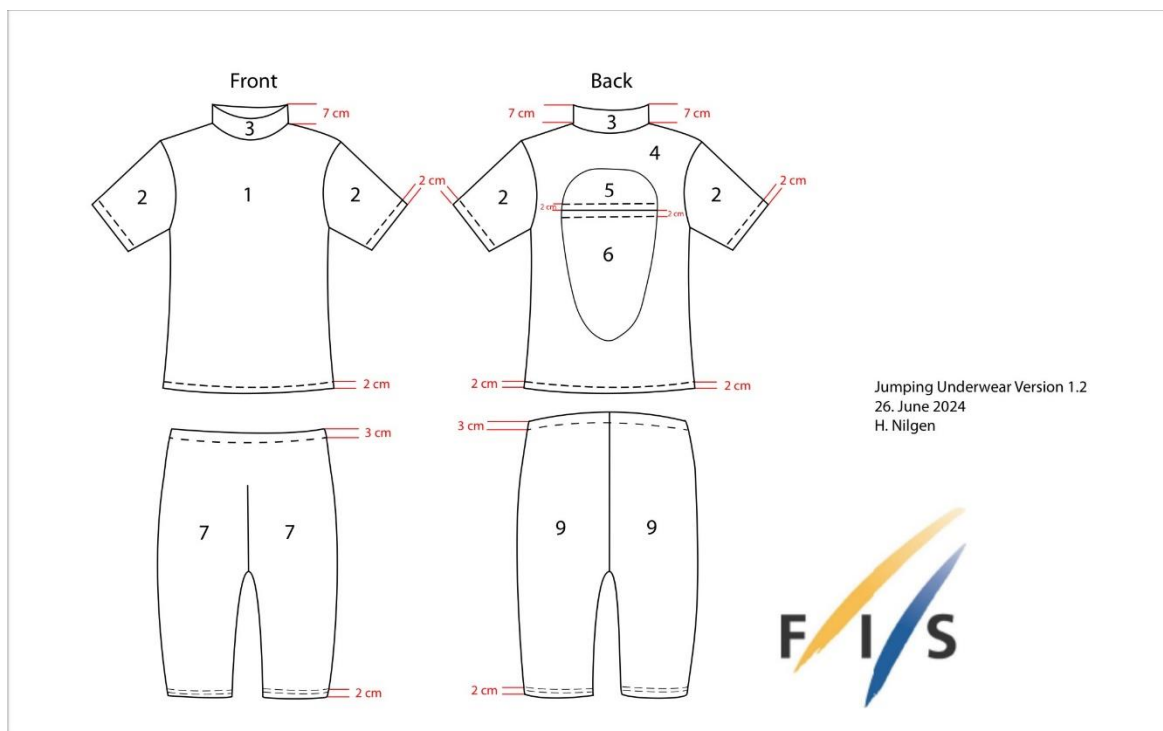 Front
Back
7 cm
7 cm
7 cm
3
3
4
2
1
2
2 cm
2
5
2
2 cm
2 cm
2 cm
6
2 cm
2 cm
2 cm
Jumping Underwear Version 1.2
26. June 2024
H. Nilgen
3 cm
3 cm
7
7
9
9
2 cm
2 cm
F I S